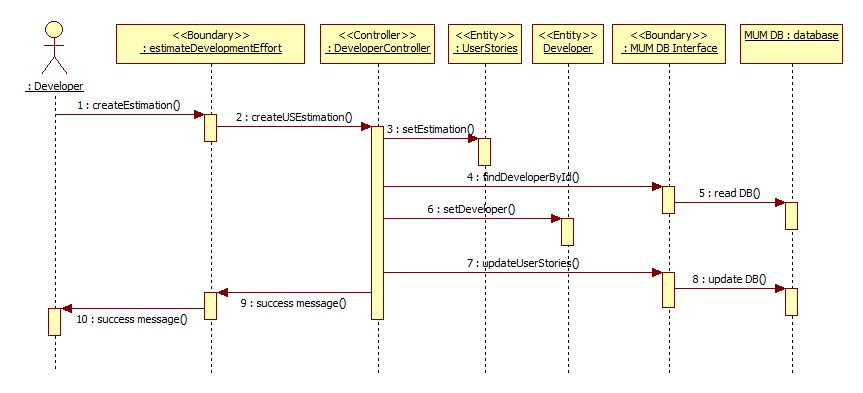 <<Boundary>>
: estimateDevelopmentEffort
<<Controller>>
: DeveloperController
<<Entity>>
: UserStories
<<Entity>>
Developer
<<Boundary>>
: MUM DB Interface
MUM DB : database
: Developer
1 : createEstimation()
2 : createUSEstimation()
3 : setEstimation()
4 : findDeveloperById()
5 : read DB()
6 : setDeveloper()
7 : updateUserStories()
8 : update DB()
9 : success message()
10 : success message()